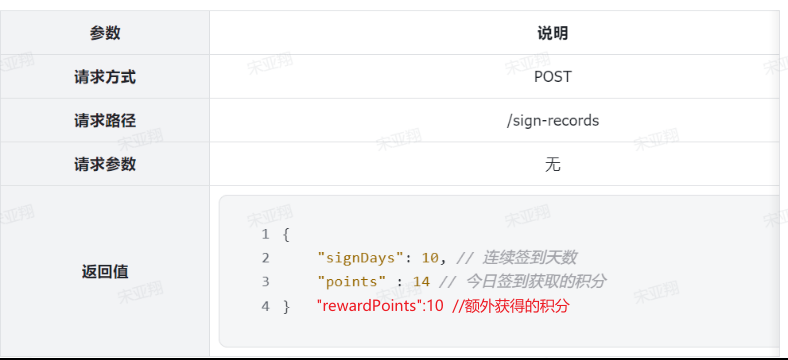 参数 说明
请求方式 POST
请求路径 /sign-records
请求参数 无
返回值
1 {
2 "signDays": 10, // 连续签到天数
3 "points" : 14 // 今日签到获取的积分
4 } "rewardPoints":10 //额外获得的积分
宋亚翔
宋亚翔
宋亚翔
宋亚翔
宋亚翔
宋亚翔
宋亚翔
宋亚翔
宋亚翔
宋亚翔